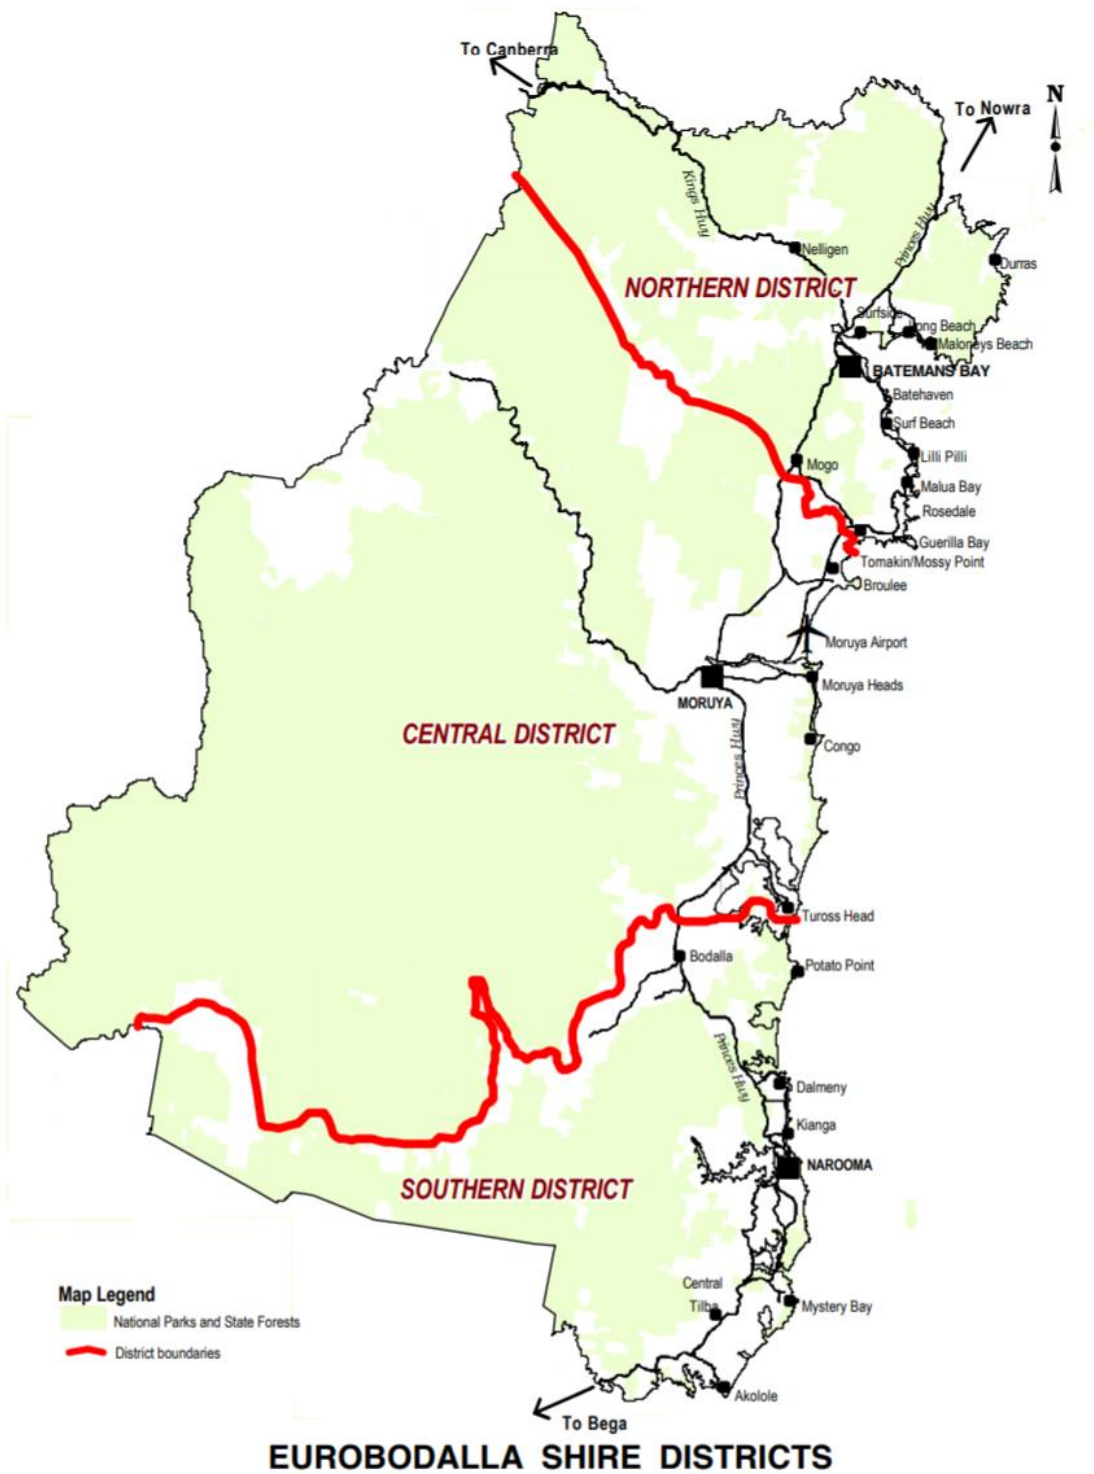 To Canberra
To Nowra
N
Kings Hwy
Princes Hwy
Nelligen
Durras
NORTHERN DISTRICT
Surfside
Long Beach
Maloneys Beach
BATEMANS BAY
Batehaven
Surf Beach
Lilli Pilli
Mogo
Malua Bay
Rosedale
Guerilla Bay
Tomakin/Mossy Point
Broulee
Moruya Airport
Moruya Heads
MORUYA
CENTRAL DISTRICT
Princes Hwy
Congo
Tuross Head
Bodalla
Potato Point
Princes Hwy
Dalmeny
Kianga
NAROOMA
SOUTHERN DISTRICT
Central
Tilba
Mystery Bay
Map Legend
National Parks and State Forests
District boundaries
Akolole
To Bega
EUROBODALLA SHIRE DISTRICTS